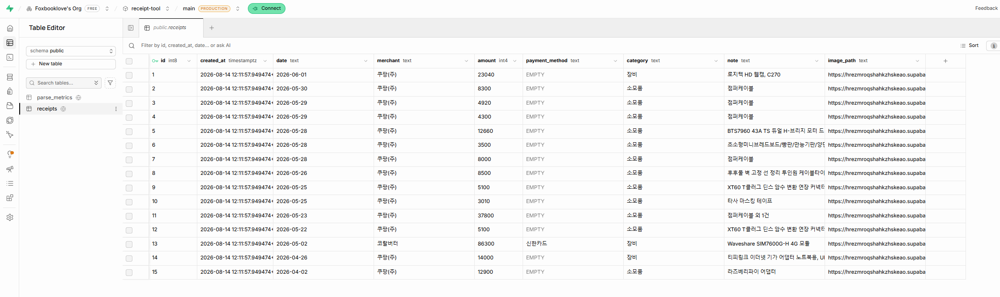 Foxbooklove's Org FREE / receipt-tool / main PRODUCTION Connect Feedback
Table Editor
public.receipts
schema public
New table
Search tables...
parse_metrics
receipts
Filter by id, created_at, date... or ask AI
Sort 1
id int8 created_at timestamptz date text merchant text amount int4 payment_method text category text note text image_path text
1 2026-08-14 12:11:57.949474+ 2026-06-01 쿠팡(주) 23040 EMPTY 장비 로지텍 HD 웹캠, C270 https://hrezmroqshahkzhskeao.supaba
2 2026-08-14 12:11:57.949474+ 2026-05-30 쿠팡(주) 8300 EMPTY 소모품 점퍼케이블 https://hrezmroqshahkzhskeao.supaba
3 2026-08-14 12:11:57.949474+ 2026-05-29 쿠팡(주) 4920 EMPTY 소모품 점퍼케이블 https://hrezmroqshahkzhskeao.supaba
4 2026-08-14 12:11:57.949474+ 2026-05-29 쿠팡(주) 4300 EMPTY 소모품 점퍼케이블 https://hrezmroqshahkzhskeao.supaba
5 2026-08-14 12:11:57.949474+ 2026-05-28 쿠팡(주) 12660 EMPTY 소모품 BTS7960 43A TS 듀얼 H-브리지 모터 드 https://hrezmroqshahkzhskeao.supaba
6 2026-08-14 12:11:57.949474+ 2026-05-28 쿠팡(주) 3500 EMPTY 소모품 초소형미니브레드보드/빵판/만능기판/양면 https://hrezmroqshahkzhskeao.supaba
7 2026-08-14 12:11:57.949474+ 2026-05-28 쿠팡(주) 8000 EMPTY 소모품 점퍼케이블 https://hrezmroqshahkzhskeao.supaba
8 2026-08-14 12:11:57.949474+ 2026-05-26 쿠팡(주) 8500 EMPTY 소모품 후후물 벽 고정 선 정리 투인원 케이블타이 https://hrezmroqshahkzhskeao.supaba
9 2026-08-14 12:11:57.949474+ 2026-05-25 쿠팡(주) 5100 EMPTY 소모품 XT60 T플러그 딘스 암수 변환 연장 커넥터 https://hrezmroqshahkzhskeao.supaba
10 2026-08-14 12:11:57.949474+ 2026-05-25 쿠팡(주) 3010 EMPTY 소모품 타사 마스킹 테이프 https://hrezmroqshahkzhskeao.supaba
11 2026-08-14 12:11:57.949474+ 2026-05-23 쿠팡(주) 37800 EMPTY 소모품 점퍼케이블 외 1건 https://hrezmroqshahkzhskeao.supaba
12 2026-08-14 12:11:57.949474+ 2026-05-22 쿠팡(주) 5100 EMPTY 소모품 XT60 T플러그 딘스 암수 변환 연장 커넥터 https://hrezmroqshahkzhskeao.supaba
13 2026-08-14 12:11:57.949474+ 2026-05-02 코랄버터 86300 신한카드 장비 Waveshare SIM7600G-H 4G 모듈 https://hrezmroqshahkzhskeao.supaba
14 2026-08-14 12:11:57.949474+ 2026-04-26 쿠팡(주) 14000 EMPTY 장비 티피링크 이더넷 기가 어댑터 노트북용, UE https://hrezmroqshahkzhskeao.supaba
15 2026-08-14 12:11:57.949474+ 2026-04-02 쿠팡(주) 12900 EMPTY 소모품 라즈베리파이 어댑터 https://hrezmroqshahkzhskeao.supaba